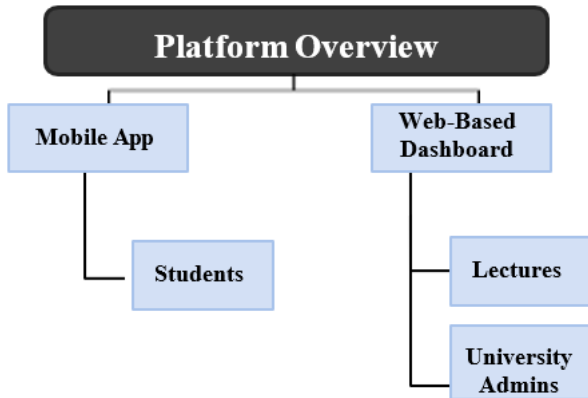 Platform Overview
Mobile App
Web-Based
Dashboard
Students
Lectures
University
Admins